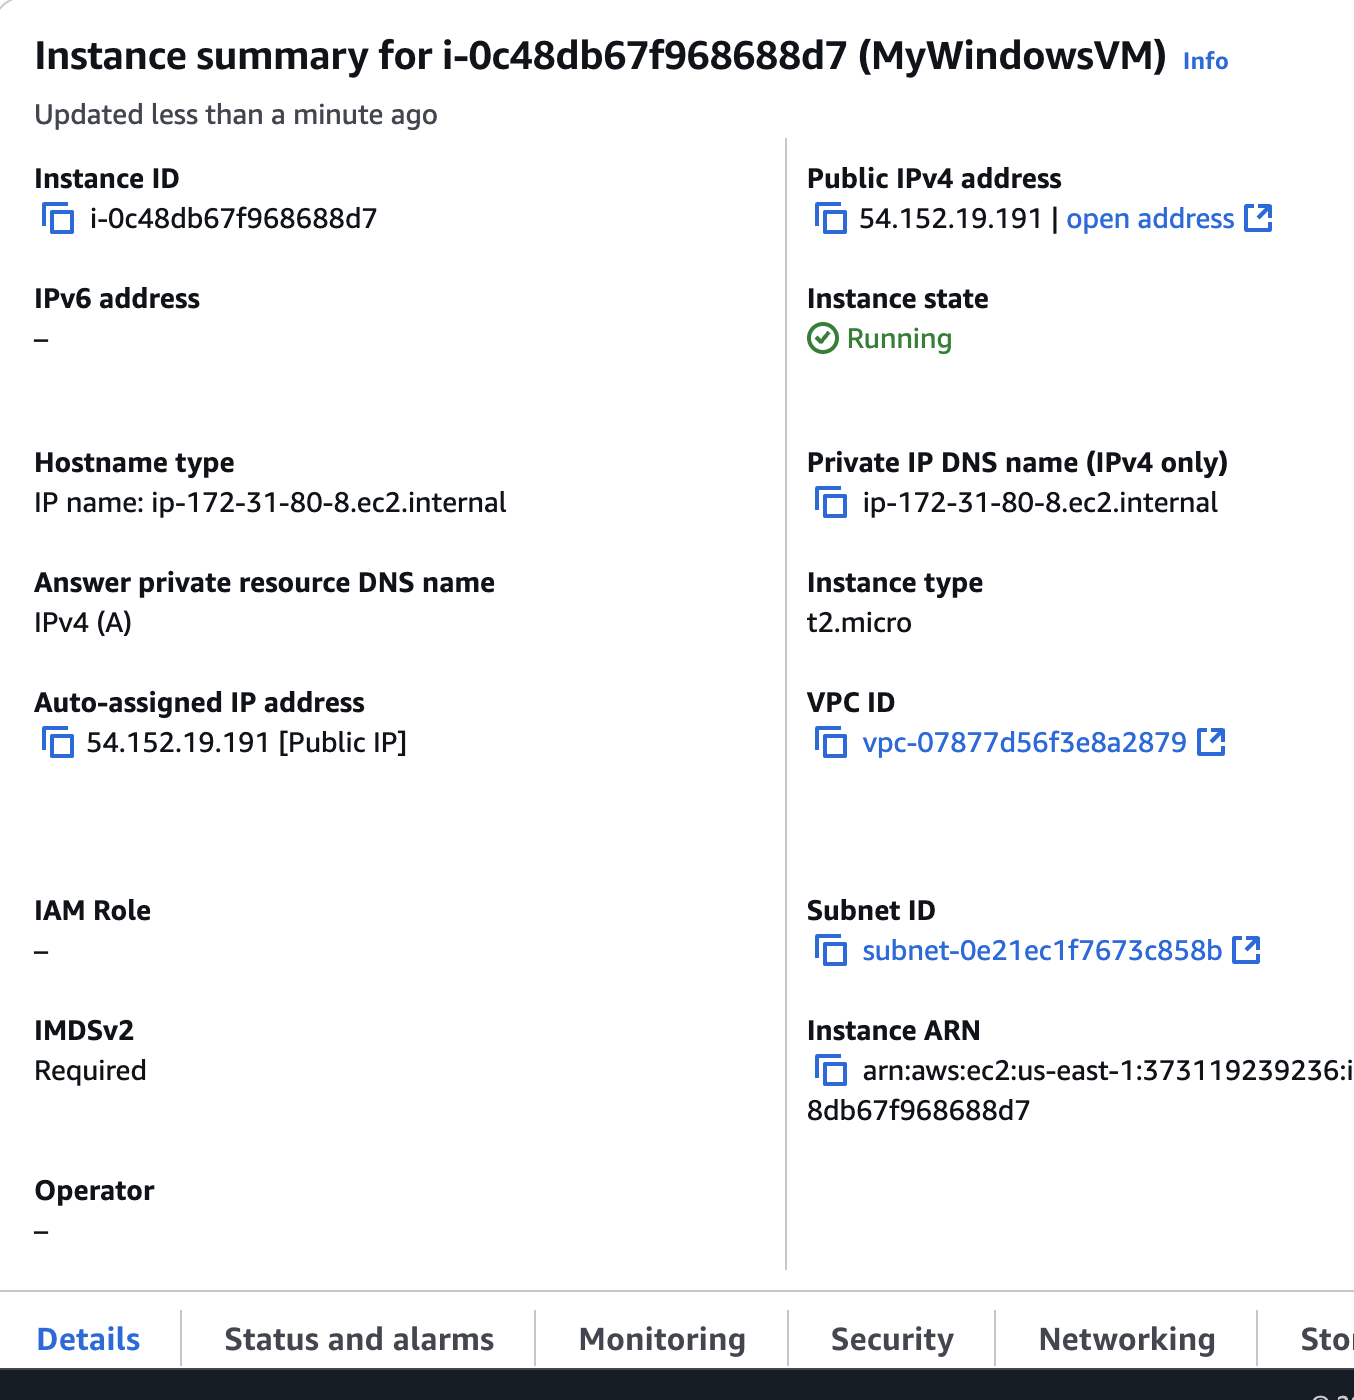 Instance summary for i-0c48db67f968688d7 (MyWindowsVM) Info
Updated less than a minute ago
Instance ID
i-0c48db67f968688d7
Public IPv4 address
54.152.19.191 | open address
IPv6 address
–
Instance state
Running
Hostname type
IP name: ip-172-31-80-8.ec2.internal
Private IP DNS name (IPv4 only)
ip-172-31-80-8.ec2.internal
Answer private resource DNS name
IPv4 (A)
Instance type
t2.micro
Auto-assigned IP address
54.152.19.191 [Public IP]
VPC ID
vpc-07877d56f3e8a2879
IAM Role
–
Subnet ID
subnet-0e21ec1f7673c858b
IMDSv2
Required
Instance ARN
arn:aws:ec2:us-east-1:373119239236:i
8db67f968688d7
Operator
–
Details Status and alarms Monitoring Security Networking